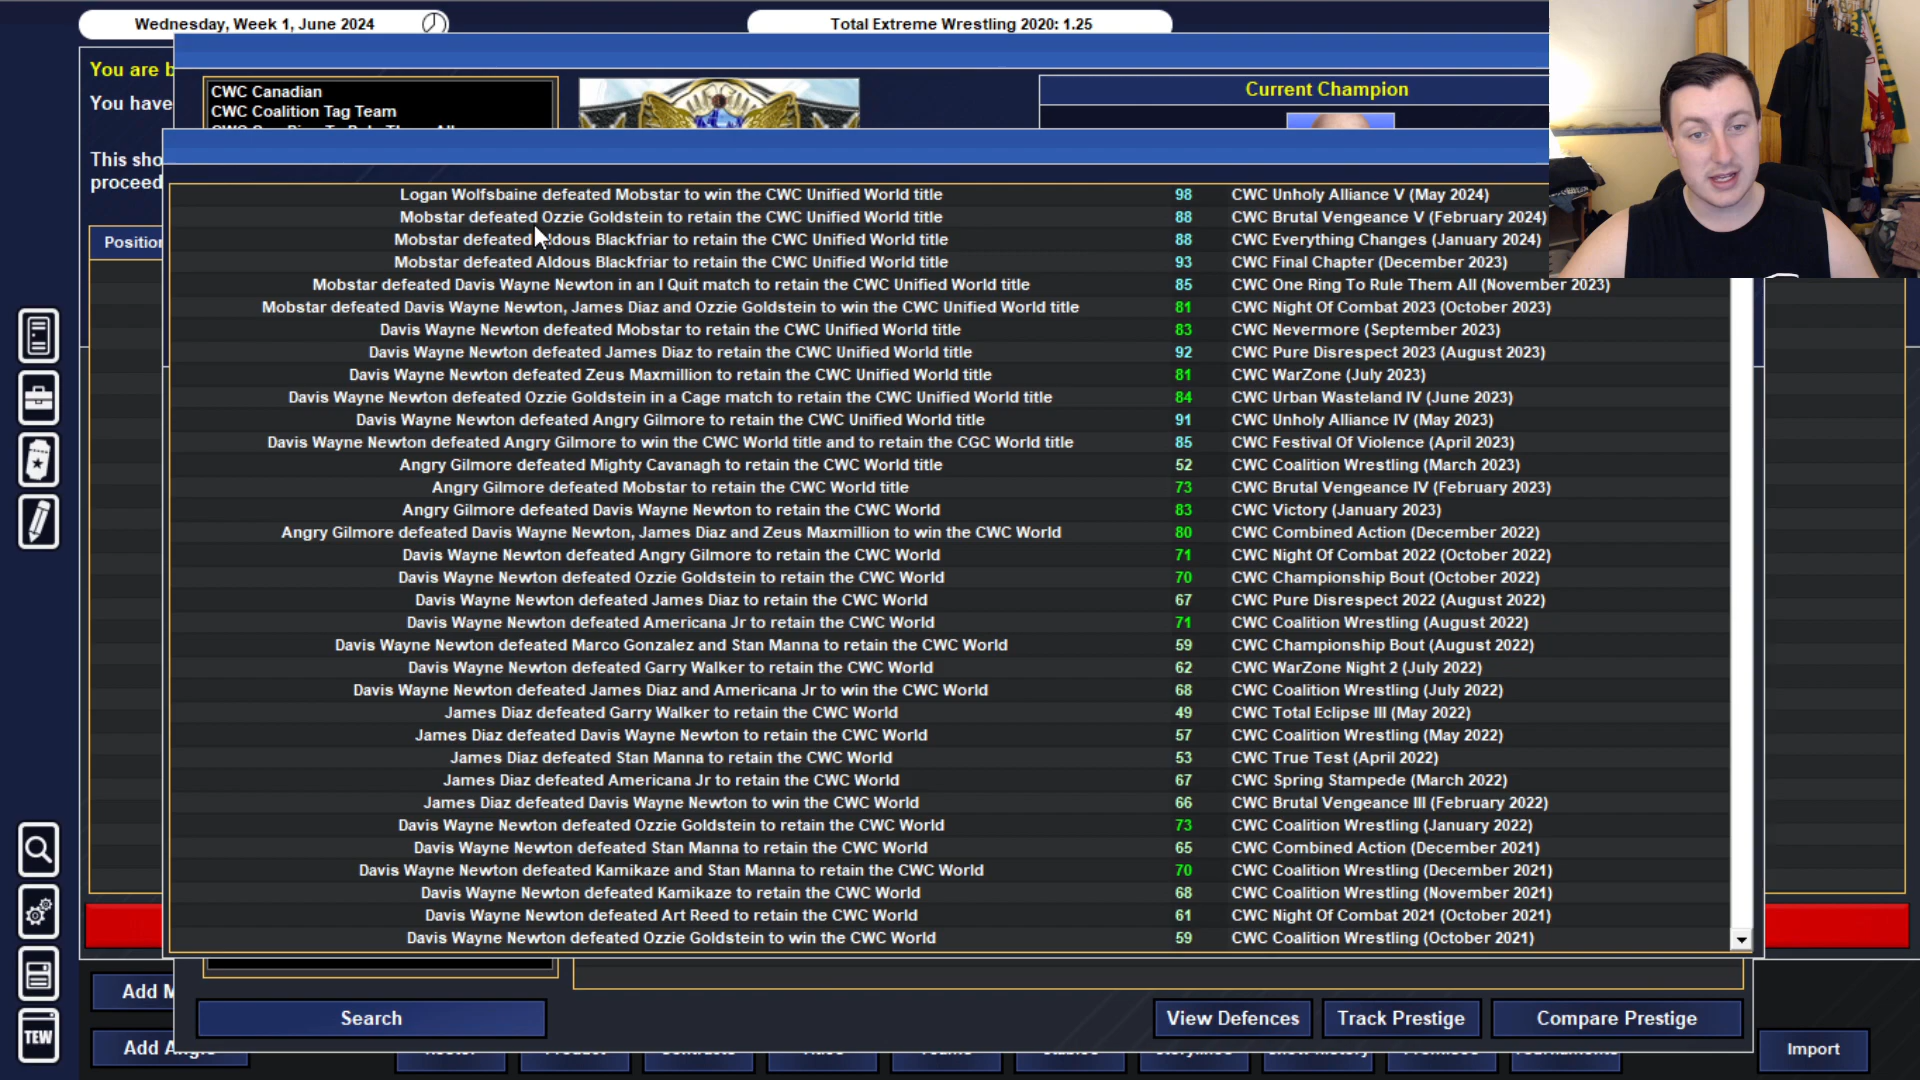 Wednesday, Week 1, June 2024
Total Extreme Wrestling 2020: 1.25
You are b
You have
CWC Canadian
CWC Coalition Tag Team
Current Champion
This sho
proceed
Position
Logan Wolfsbaine defeated Mobstar to win the CWC Unified World title 98 CWC Unholy Alliance V (May 2024)
Mobstar defeated Ozzie Goldstein to retain the CWC Unified World title 88 CWC Brutal Vengeance V (February 2024)
Mobstar defeated Aldous Blackfriar to retain the CWC Unified World title 88 CWC Everything Changes (January 2024)
Mobstar defeated Aldous Blackfriar to retain the CWC Unified World title 93 CWC Final Chapter (December 2023)
Mobstar defeated Davis Wayne Newton in an I Quit match to retain the CWC Unified World title 85 CWC One Ring To Rule Them All (November 2023)
Mobstar defeated Davis Wayne Newton, James Diaz and Ozzie Goldstein to win the CWC Unified World title 81 CWC Night Of Combat 2023 (October 2023)
Davis Wayne Newton defeated Mobstar to retain the CWC Unified World title 83 CWC Nevermore (September 2023)
Davis Wayne Newton defeated James Diaz to retain the CWC Unified World title 92 CWC Pure Disrespect 2023 (August 2023)
Davis Wayne Newton defeated Zeus Maxmillion to retain the CWC Unified World title 81 CWC WarZone (July 2023)
Davis Wayne Newton defeated Ozzie Goldstein in a Cage match to retain the CWC Unified World title 84 CWC Urban Wasteland IV (June 2023)
Davis Wayne Newton defeated Angry Gilmore to retain the CWC Unified World title 91 CWC Unholy Alliance IV (May 2023)
Davis Wayne Newton defeated Angry Gilmore to win the CWC World title and to retain the CGC World title 85 CWC Festival Of Violence (April 2023)
Angry Gilmore defeated Mighty Cavanagh to retain the CWC World title 52 CWC Coalition Wrestling (March 2023)
Angry Gilmore defeated Mobstar to retain the CWC World title 73 CWC Brutal Vengeance IV (February 2023)
Angry Gilmore defeated Davis Wayne Newton to retain the CWC World 83 CWC Victory (January 2023)
Angry Gilmore defeated Davis Wayne Newton, James Diaz and Zeus Maxmillion to win the CWC World 80 CWC Combined Action (December 2022)
Davis Wayne Newton defeated Angry Gilmore to retain the CWC World 71 CWC Night Of Combat 2022 (October 2022)
Davis Wayne Newton defeated Ozzie Goldstein to retain the CWC World 70 CWC Championship Bout (October 2022)
Davis Wayne Newton defeated James Diaz to retain the CWC World 67 CWC Pure Disrespect 2022 (August 2022)
Davis Wayne Newton defeated Americana Jr to retain the CWC World 71 CWC Coalition Wrestling (August 2022)
Davis Wayne Newton defeated Marco Gonzalez and Stan Manna to retain the CWC World 59 CWC Championship Bout (August 2022)
Davis Wayne Newton defeated Garry Walker to retain the CWC World 62 CWC WarZone Night 2 (July 2022)
Davis Wayne Newton defeated James Diaz and Americana Jr to win the CWC World 68 CWC Coalition Wrestling (July 2022)
James Diaz defeated Garry Walker to retain the CWC World 49 CWC Total Eclipse III (May 2022)
James Diaz defeated Davis Wayne Newton to retain the CWC World 57 CWC Coalition Wrestling (May 2022)
James Diaz defeated Stan Manna to retain the CWC World 53 CWC True Test (April 2022)
James Diaz defeated Americana Jr to retain the CWC World 67 CWC Spring Stampede (March 2022)
James Diaz defeated Davis Wayne Newton to win the CWC World 66 CWC Brutal Vengeance III (February 2022)
Davis Wayne Newton defeated Ozzie Goldstein to retain the CWC World 73 CWC Coalition Wrestling (January 2022)
Davis Wayne Newton defeated Stan Manna to retain the CWC World 65 CWC Combined Action (December 2021)
Davis Wayne Newton defeated Kamikaze and Stan Manna to retain the CWC World 70 CWC Coalition Wrestling (December 2021)
Davis Wayne Newton defeated Kamikaze to retain the CWC World 68 CWC Coalition Wrestling (November 2021)
Davis Wayne Newton defeated Art Reed to retain the CWC World 61 CWC Night Of Combat 2021 (October 2021)
Davis Wayne Newton defeated Ozzie Goldstein to win the CWC World 59 CWC Coalition Wrestling (October 2021)
Add M
Search
View Defences
Track Prestige
Compare Prestige
TEW
Add
Import